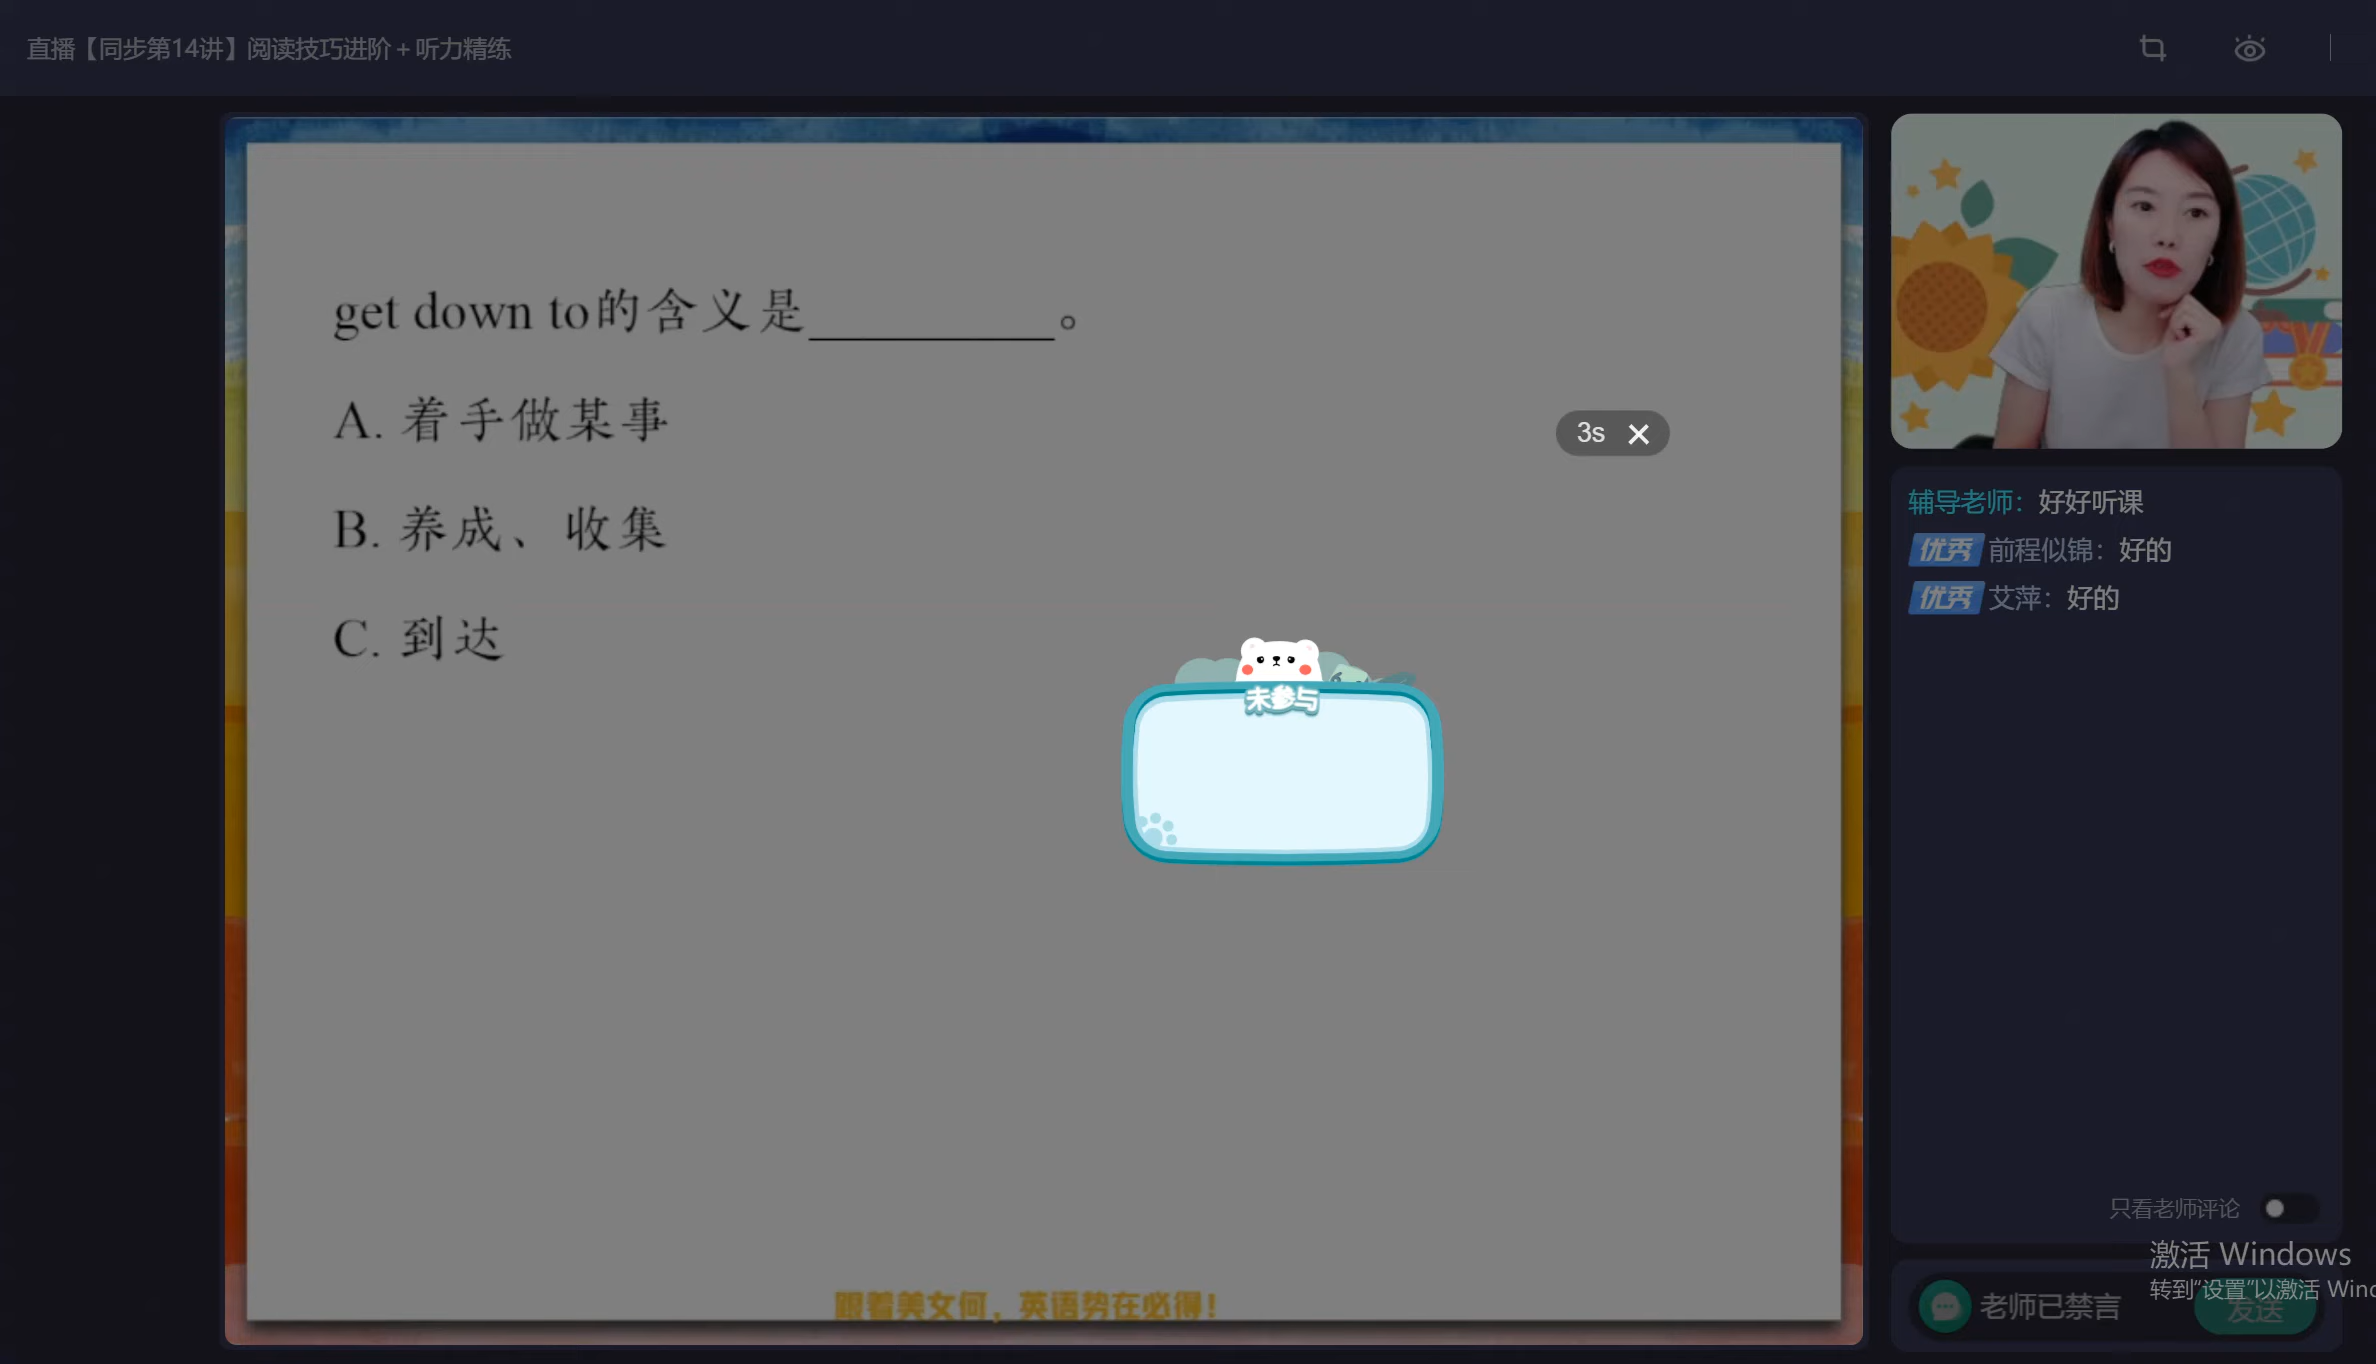 直播【同步第14讲】阅读技巧进阶+听力精练
get down to的含义是__________。
A. 着手做某事
B. 养成、收集
C. 到达
3s
未参与
跟着美文何，英语势在必得！
辅导老师：好好听课
优秀 前程似锦：好的
优秀 艾萍：好的
只看老师评论
激活 Windows
转到"设置"以激活 Winc
老师已禁言
发送